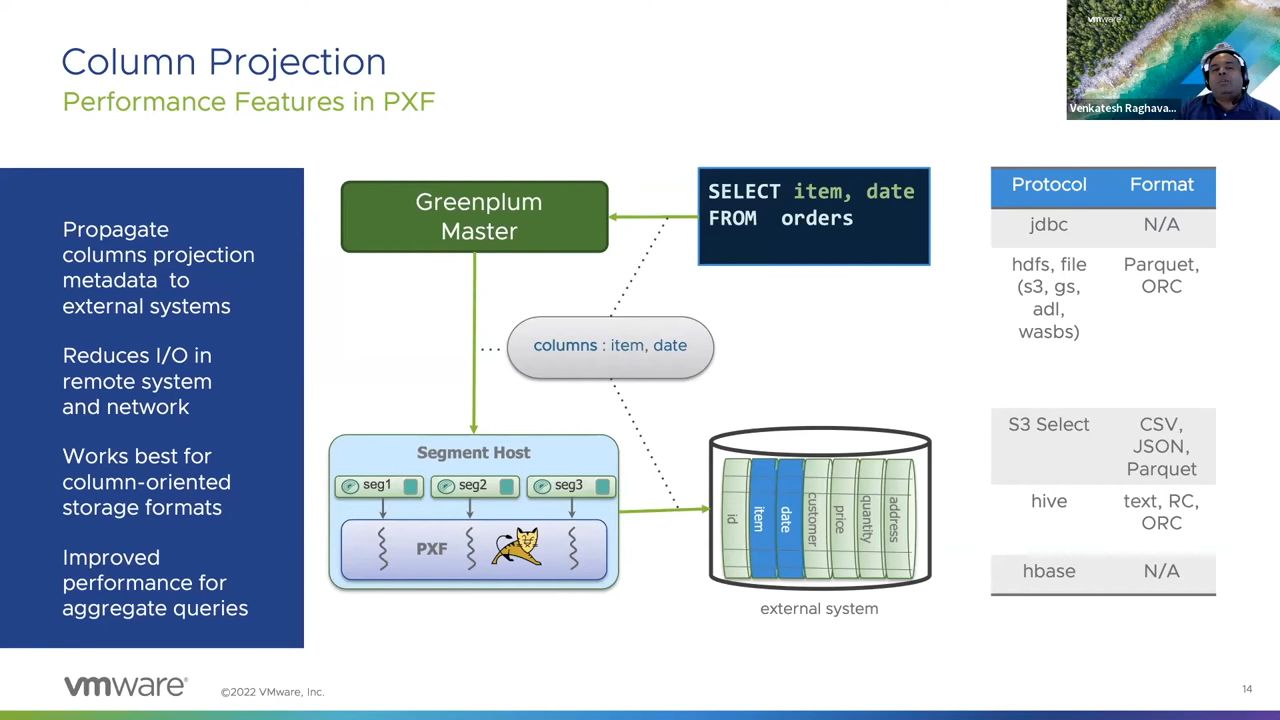 Column Projection
Performance Features in PXF
vmware
Venkatesh Raghava...
Propagate
columns projection
metadata to
external systems
Reduces I/O in
remote system
and network
Works best for
column-oriented
storage formats
Improved
performance for
aggregate queries
Greenplum
Master
SELECT item, date
FROM orders
columns : item, date
Segment Host
seg1
seg2
seg3
PXF
id
item
date
customer
price
quantity
address
external system
Protocol Format
jdbc N/A
hdfs, file Parquet,
(s3, gs, ORC
adl,
wasbs)
S3 Select CSV,
JSON,
Parquet
hive text, RC,
ORC
hbase N/A
vmware®
©2022 VMware, Inc.
14